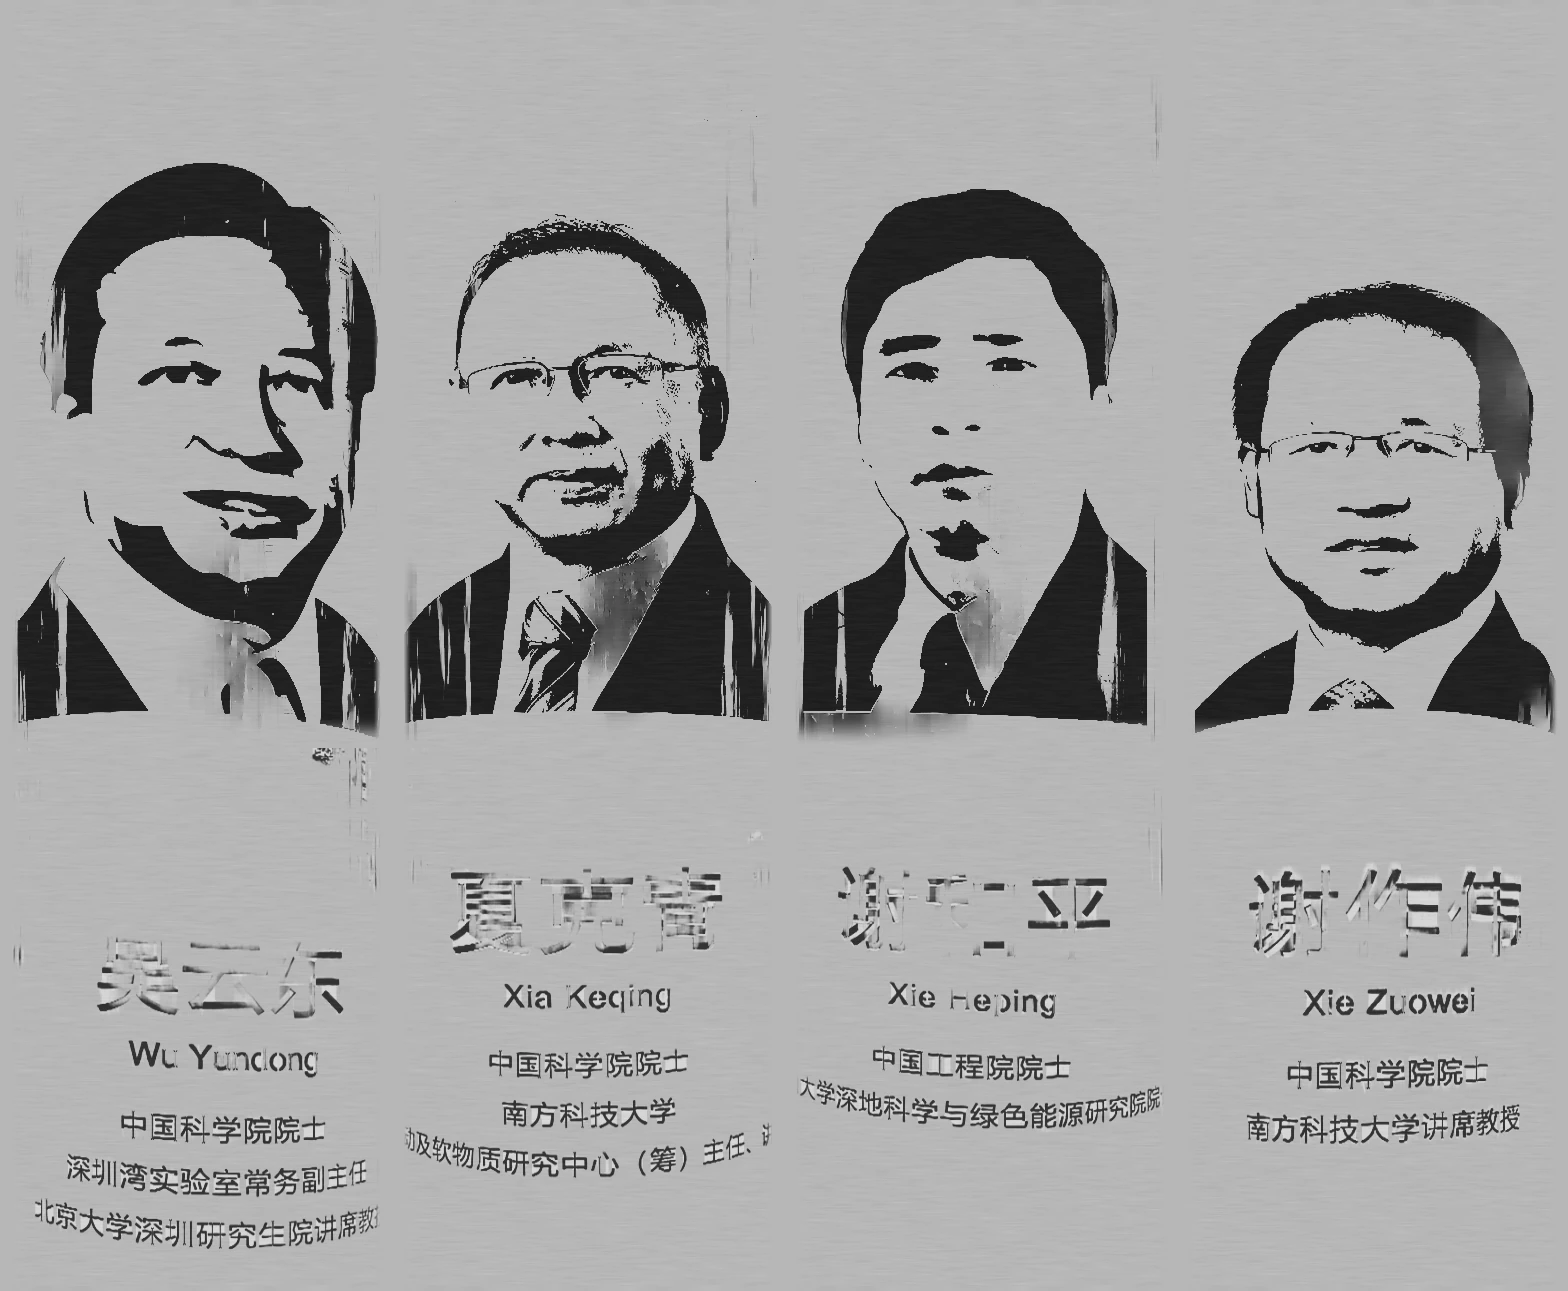 吴云东
Wu Yundong
中国科学院院士
深圳湾实验室常务副主任
北京大学深圳研究生院讲席教
夏克青
Xia Keqing
中国科学院院士
南方科技大学
及软物质研究中心（筹）主任、
谢和平
Xie Heping
中国工程院院士
大学深地科学与绿色能源研究院院
谢作伟
Xie Zuowei
中国科学院院士
南方科技大学讲席教授